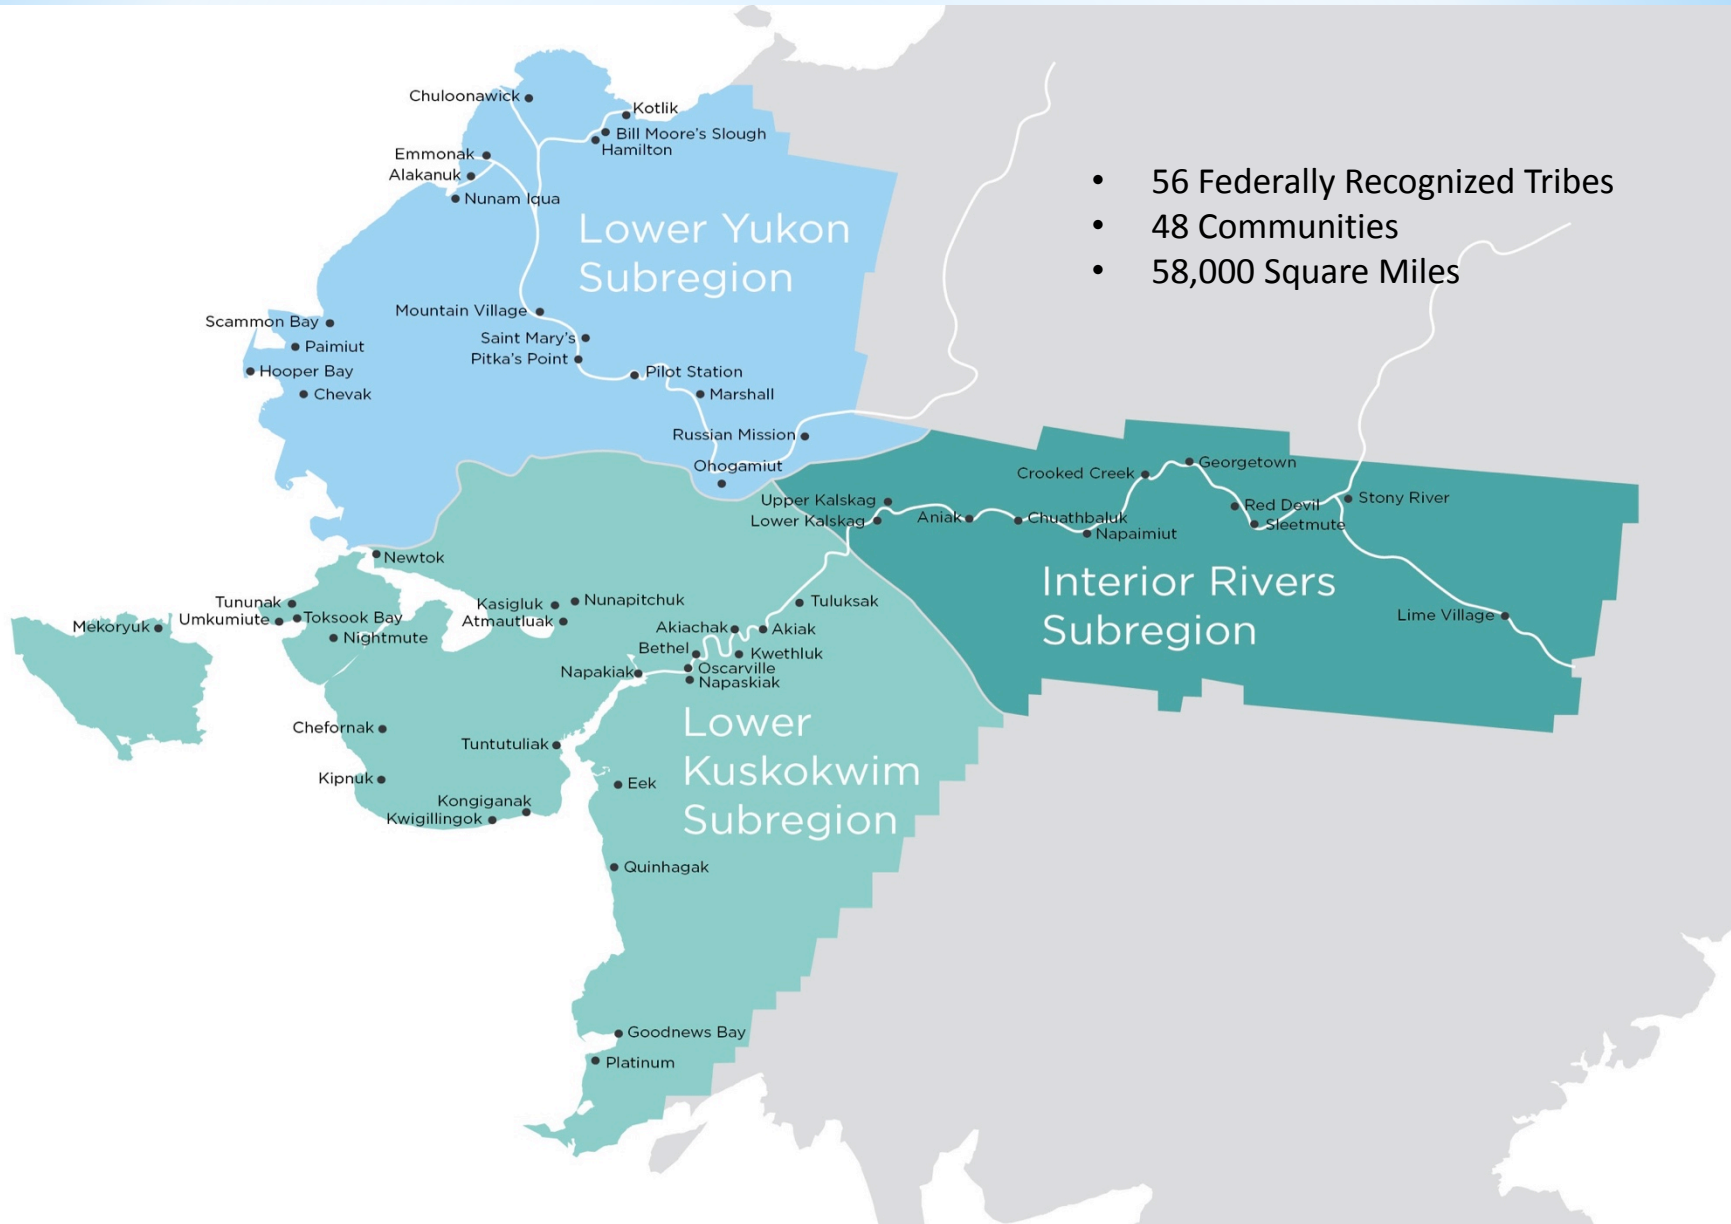 Chuloonawick
Kotlik
Bill Moore's Slough
Hamilton
Emmonak
Alakanuk
Nunam Iqua
• 56 Federally Recognized Tribes
• 48 Communities
• 58,000 Square Miles
Lower Yukon
Subregion
Mountain Village
Scammon Bay
Saint Mary's
Paimiut
Pitka's Point
Hooper Bay
Pilot Station
Chevak
Marshall
Russian Mission
Ohogamiut
Georgetown
Crooked Creek
Upper Kalskag
Stony River
Red Devil
Lower Kalskag
Aniak
Chuathbaluk
Sleetmute
Napaimiut
Newtok
Interior Rivers
Subregion
Tununak
Kasigluk
Nunapitchuk
Tuluksak
Umkumiute
Toksook Bay
Atmautluak
Lime Village
Mekoryuk
Nightmute
Akiachak
Akiak
Bethel
Kwethluk
Oscarville
Napakiak
Napaskiak
Lower
Kuskokwim
Subregion
Chefornak
Tuntutuliak
Kipnuk
Eek
Kongiganak
Kwigillingok
Quinhagak
Goodnews Bay
Platinum